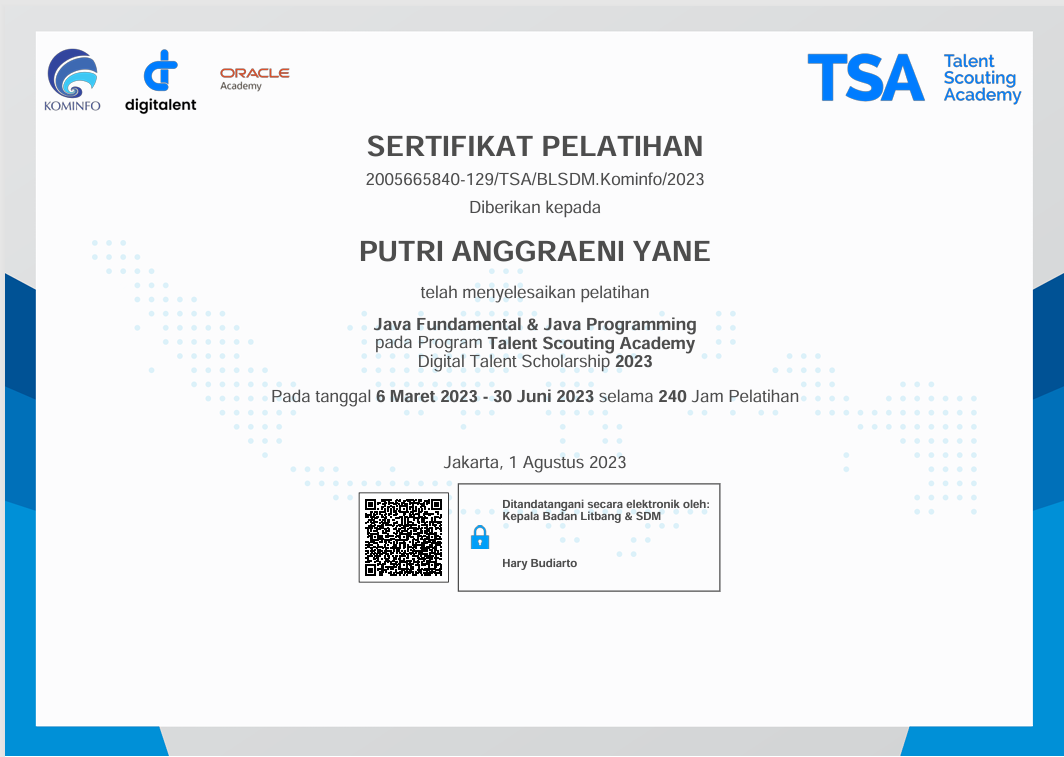 KOMINFO
digitalent
ORACLE
Academy
TSA
Talent
Scouting
Academy
SERTIFIKAT PELATIHAN
2005665840-129/TSA/BLSDM.Kominfo/2023
Diberikan kepada
PUTRI ANGGRAENI YANE
telah menyelesaikan pelatihan
Java Fundamental & Java Programming
pada Program Talent Scouting Academy
Digital Talent Scholarship 2023
Pada tanggal 6 Maret 2023 - 30 Juni 2023 selama 240 Jam Pelatihan
Jakarta, 1 Agustus 2023
Ditandatangani secara elektronik oleh:
Kepala Badan Litbang & SDM
Hary Budiarto